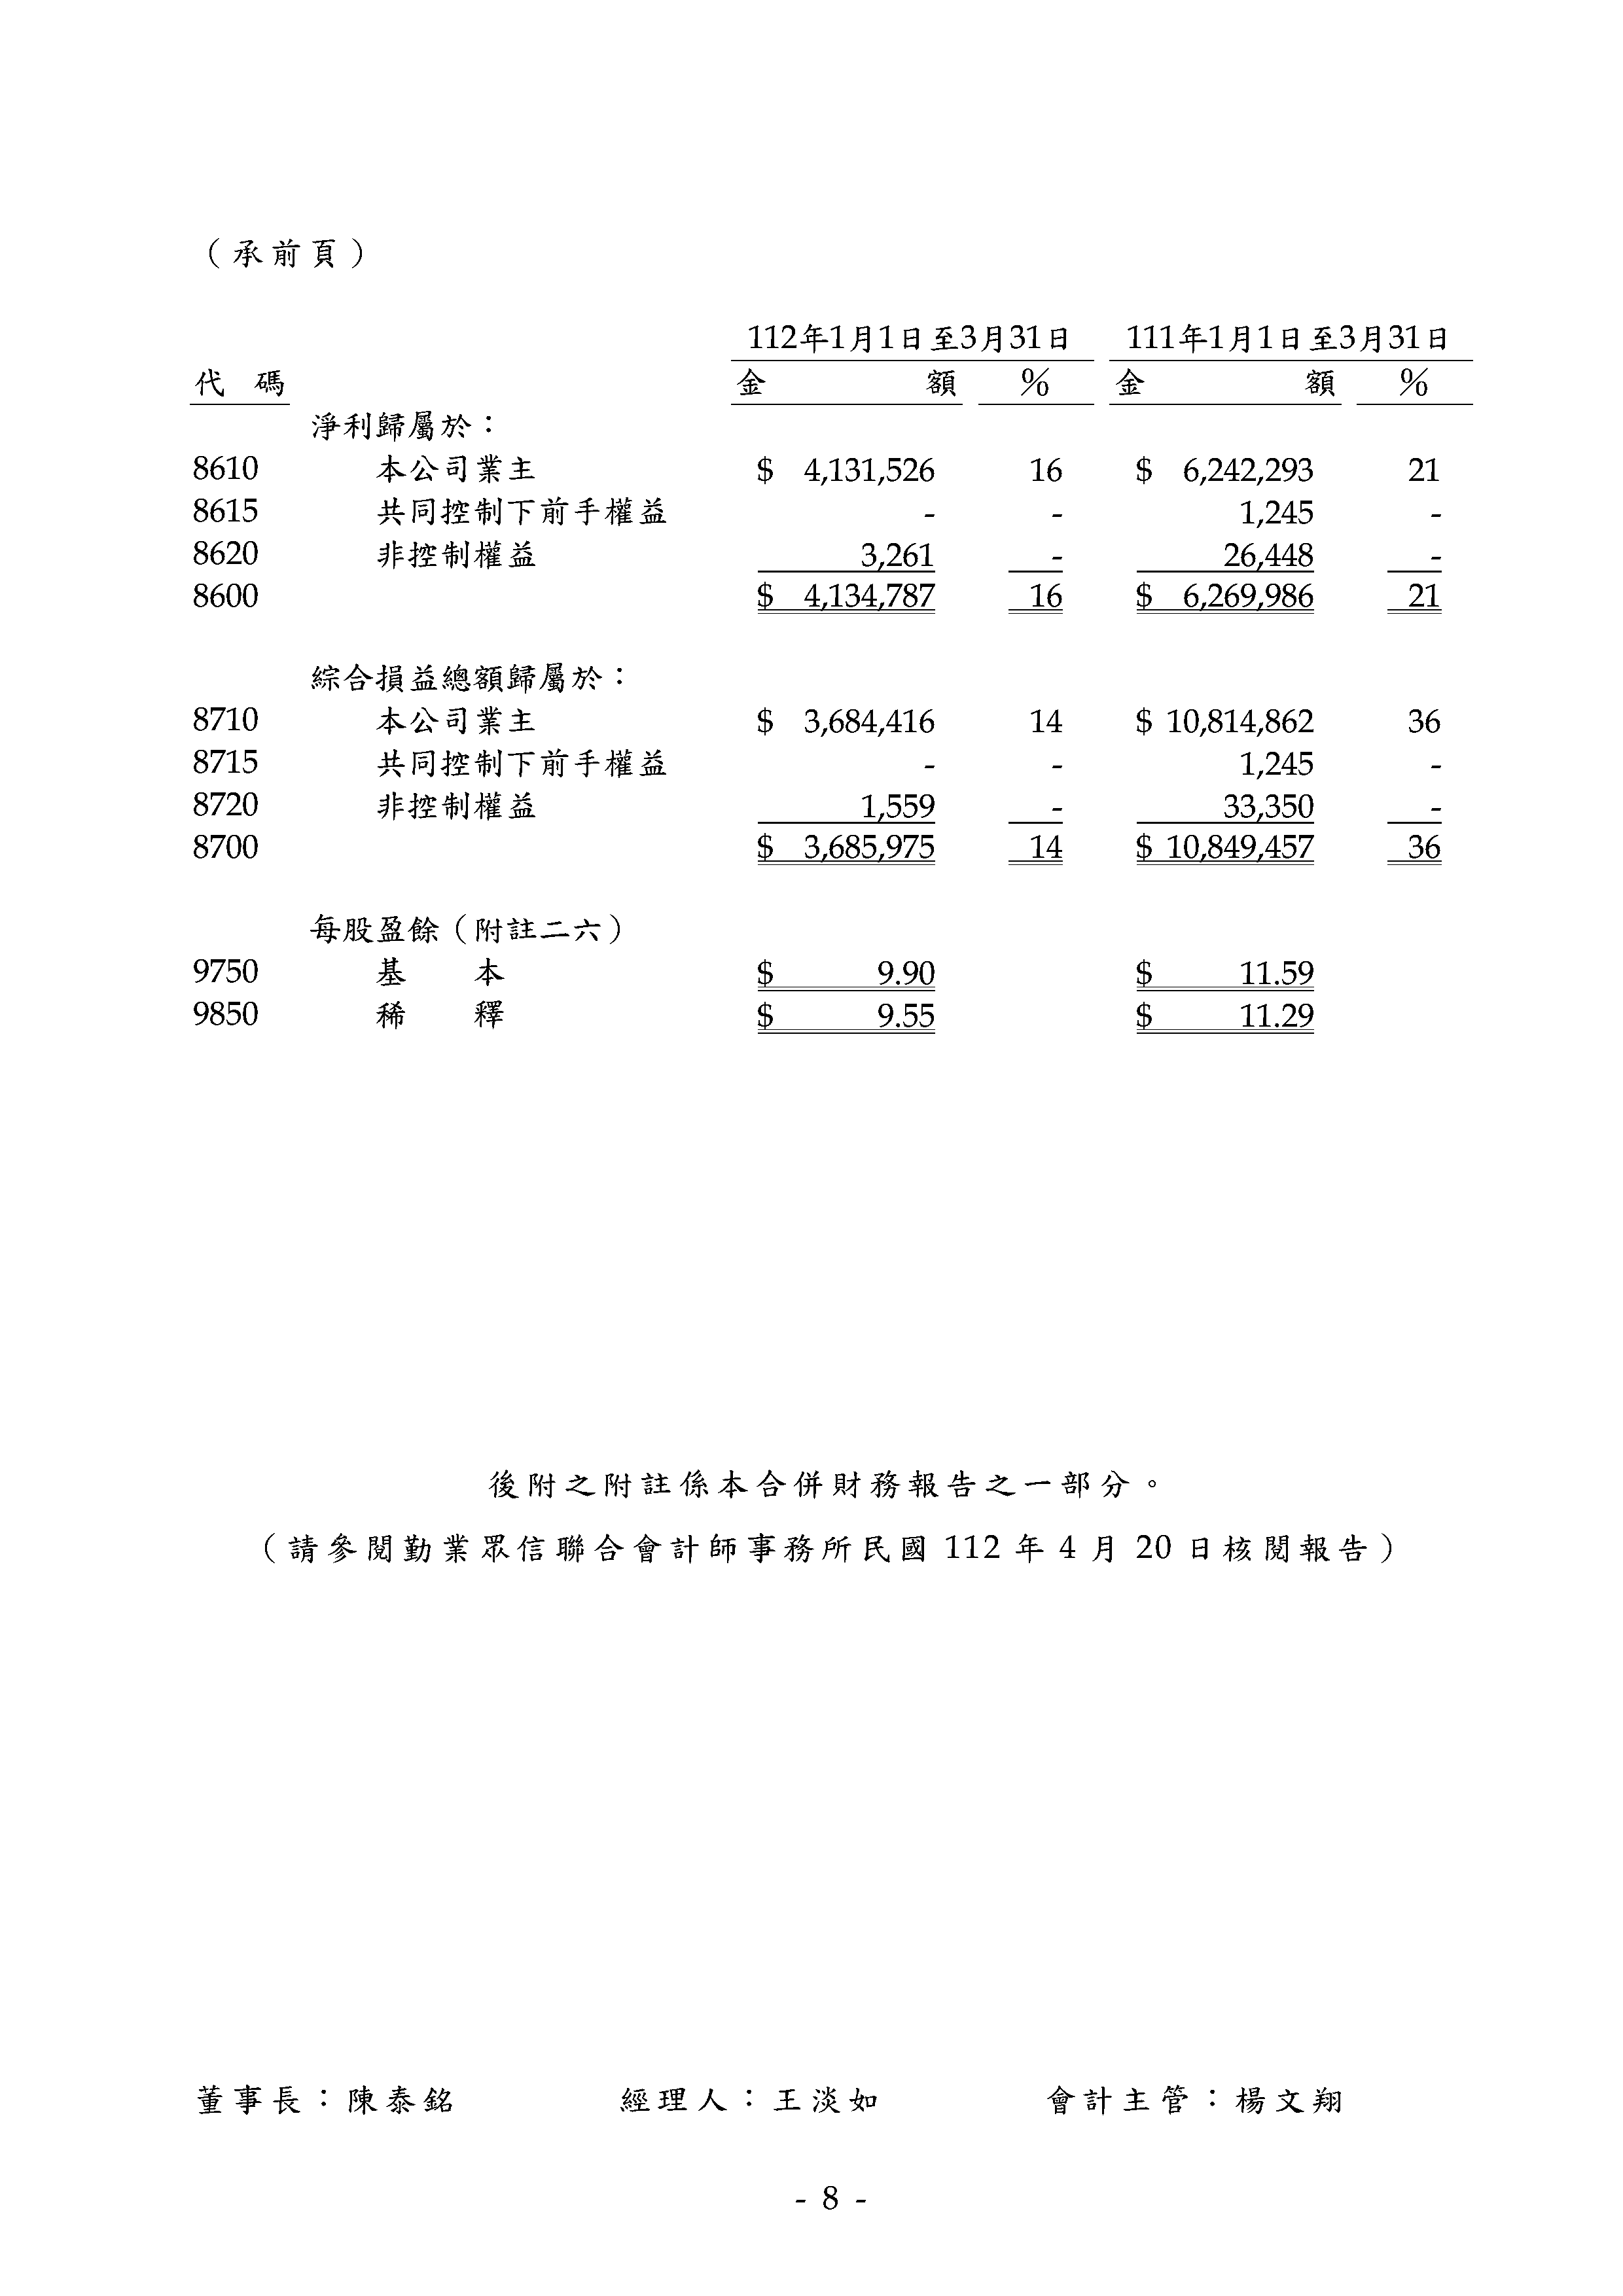 （承前頁）
112年1月1日至3月31日 111年1月1日至3月31日
代 碼 金 額 ％ 金 額 ％
淨利歸屬於：
8610 本公司業主 $ 4,131,526 16 $ 6,242,293 21
8615 共同控制下前手權益 - - 1,245 -
8620 非控制權益 3,261 - 26,448 -
8600 $ 4,134,787 16 $ 6,269,986 21
綜合損益總額歸屬於：
8710 本公司業主 $ 3,684,416 14 $ 10,814,862 36
8715 共同控制下前手權益 - - 1,245 -
8720 非控制權益 1,559 - 33,350 -
8700 $ 3,685,975 14 $ 10,849,457 36
每股盈餘（附註二六）
9750 基 本 $ 9.90 $ 11.59
9850 稀 釋 $ 9.55 $ 11.29
後附之附註係本合併財務報告之一部分。
（請參閱勤業眾信聯合會計師事務所民國 112 年 4 月 20 日核閱報告）
董事長：陳泰銘 經理人：王淡如 會計主管：楊文翔
- 8 -